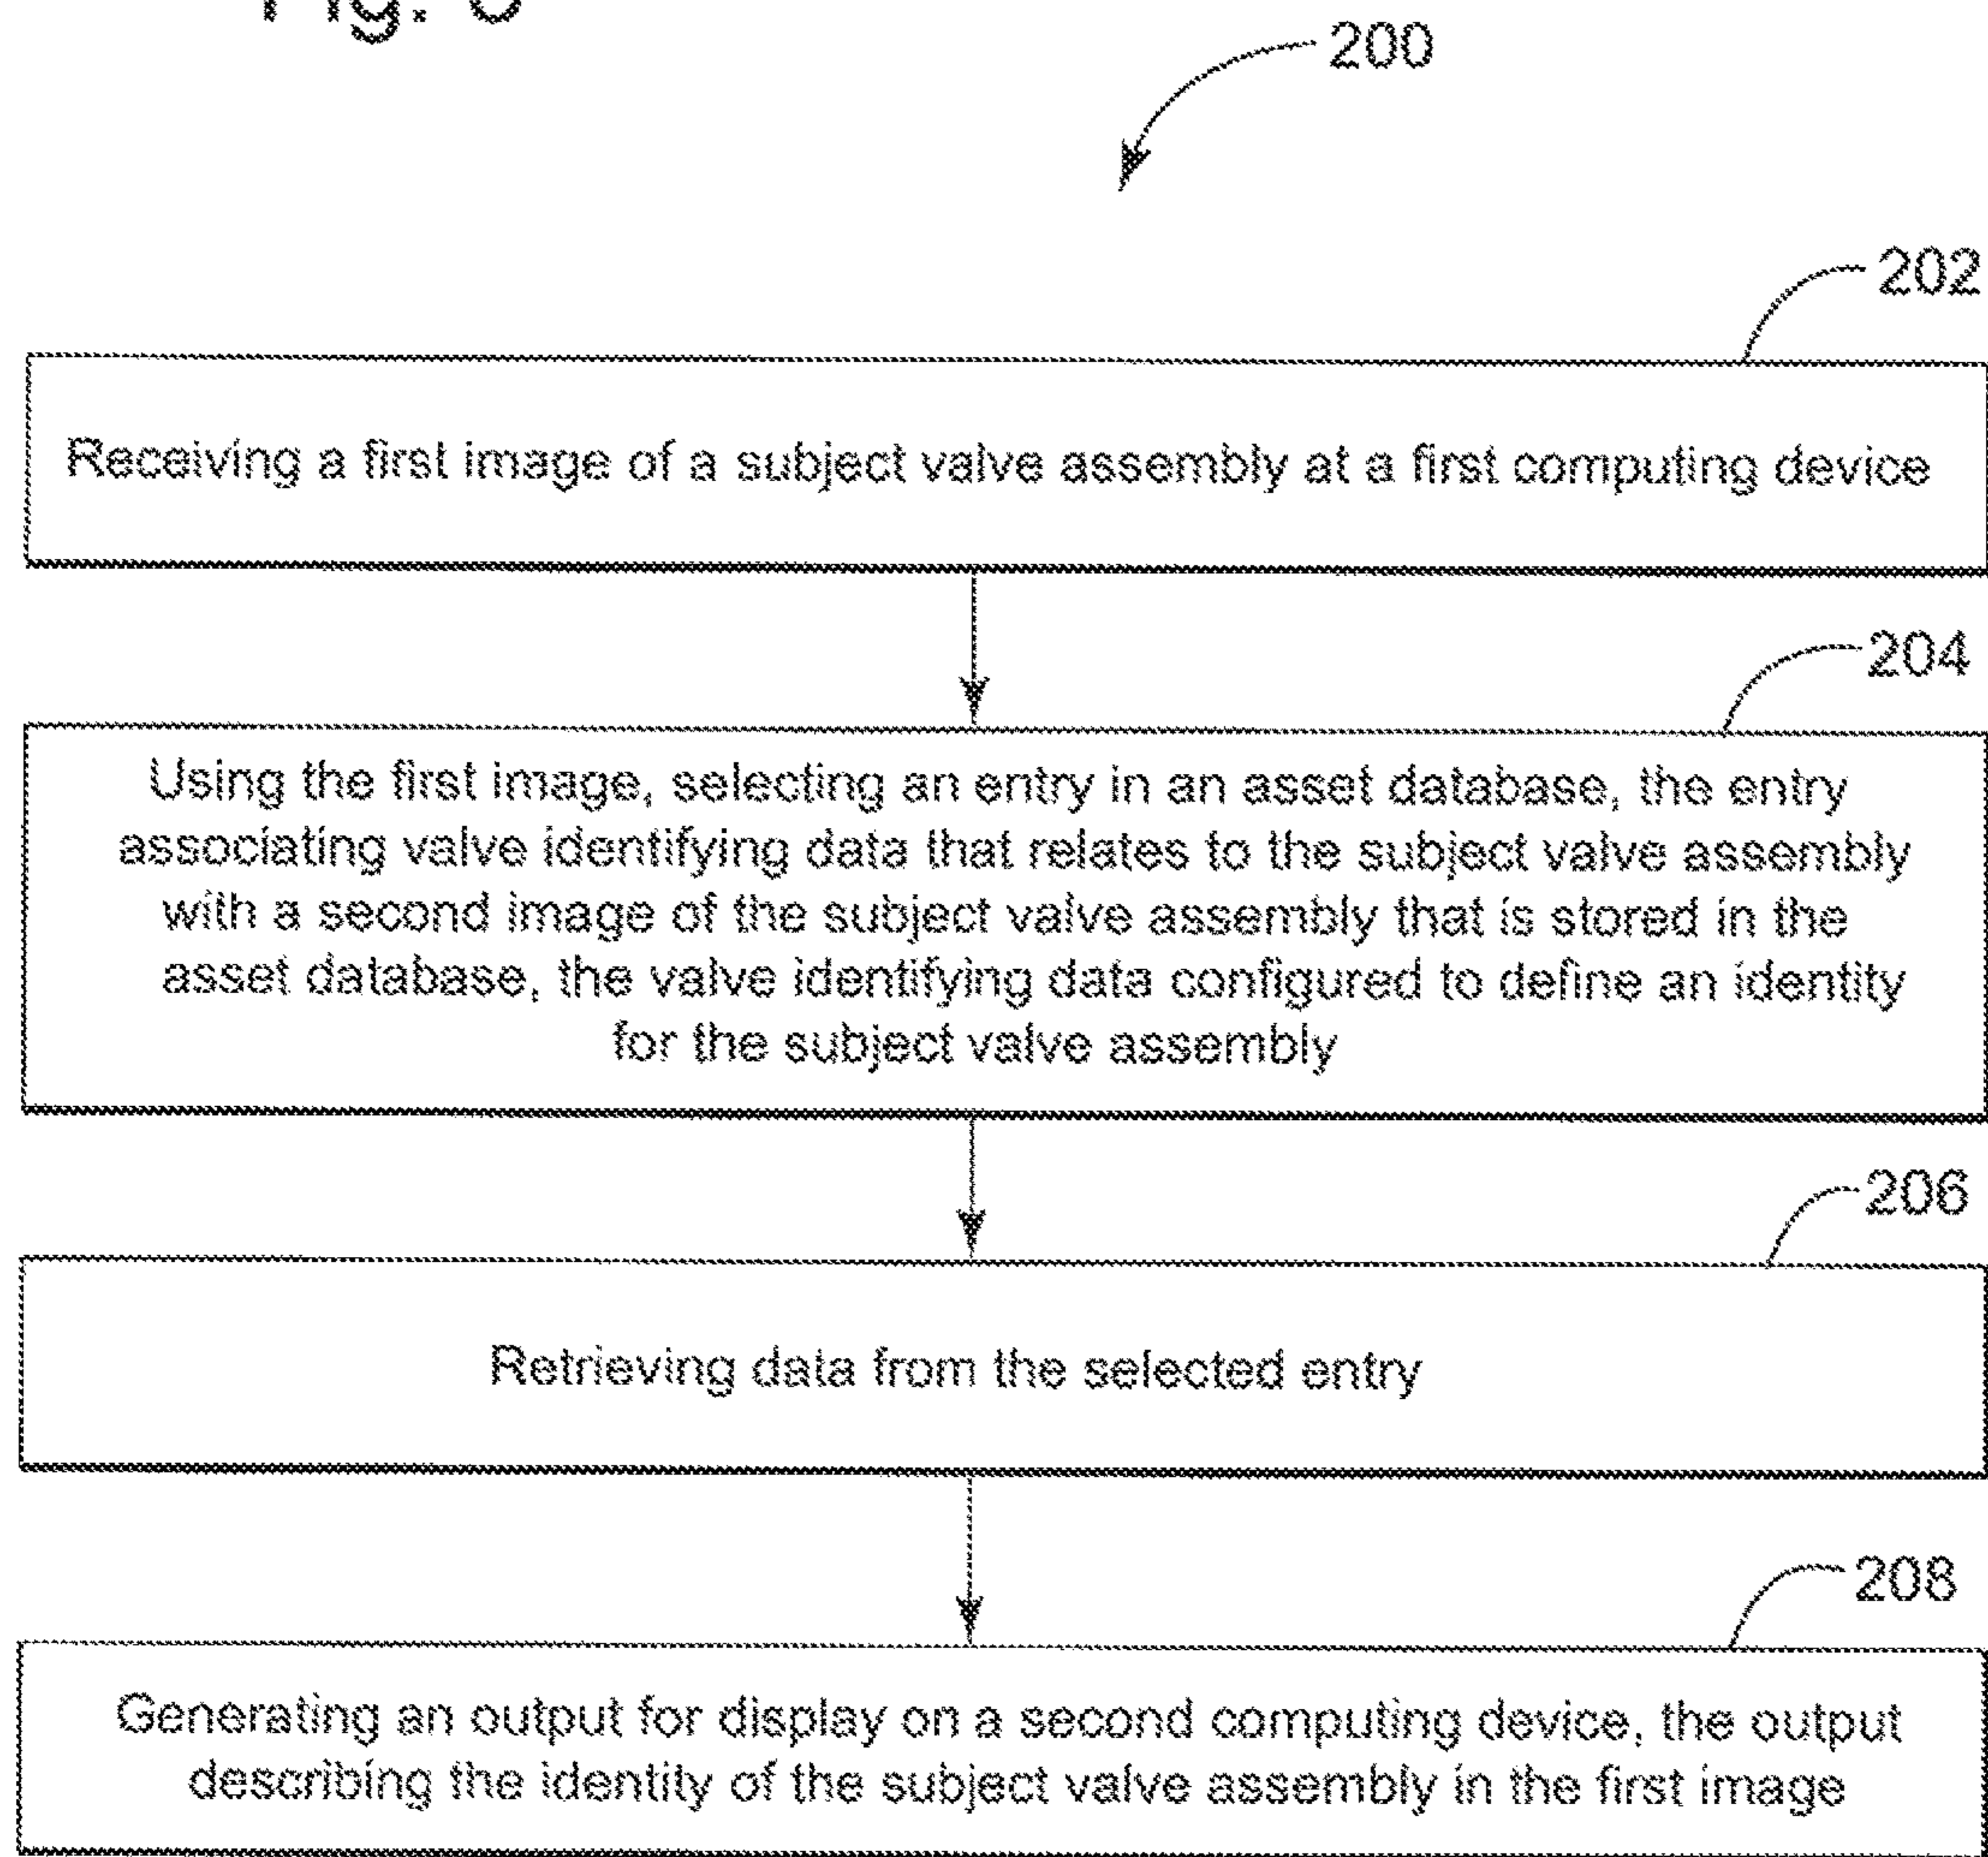 Fig.
200
202
Receiving a first image of a subject valve assembly at a first computing device
204
Using the first image, selecting an entry in an asset database, the entry
associating valve identifying data that relates to the subject valve assembly
with a second image of the subject valve assembly that is stored in the
asset database, the valve identifying data configured to define an identity
for the subject valve assembly
206
Retrieving data from the selected entry
208
Generating an output for display on a second computing device, the output
describing the identity of the subject valve assembly in the first image